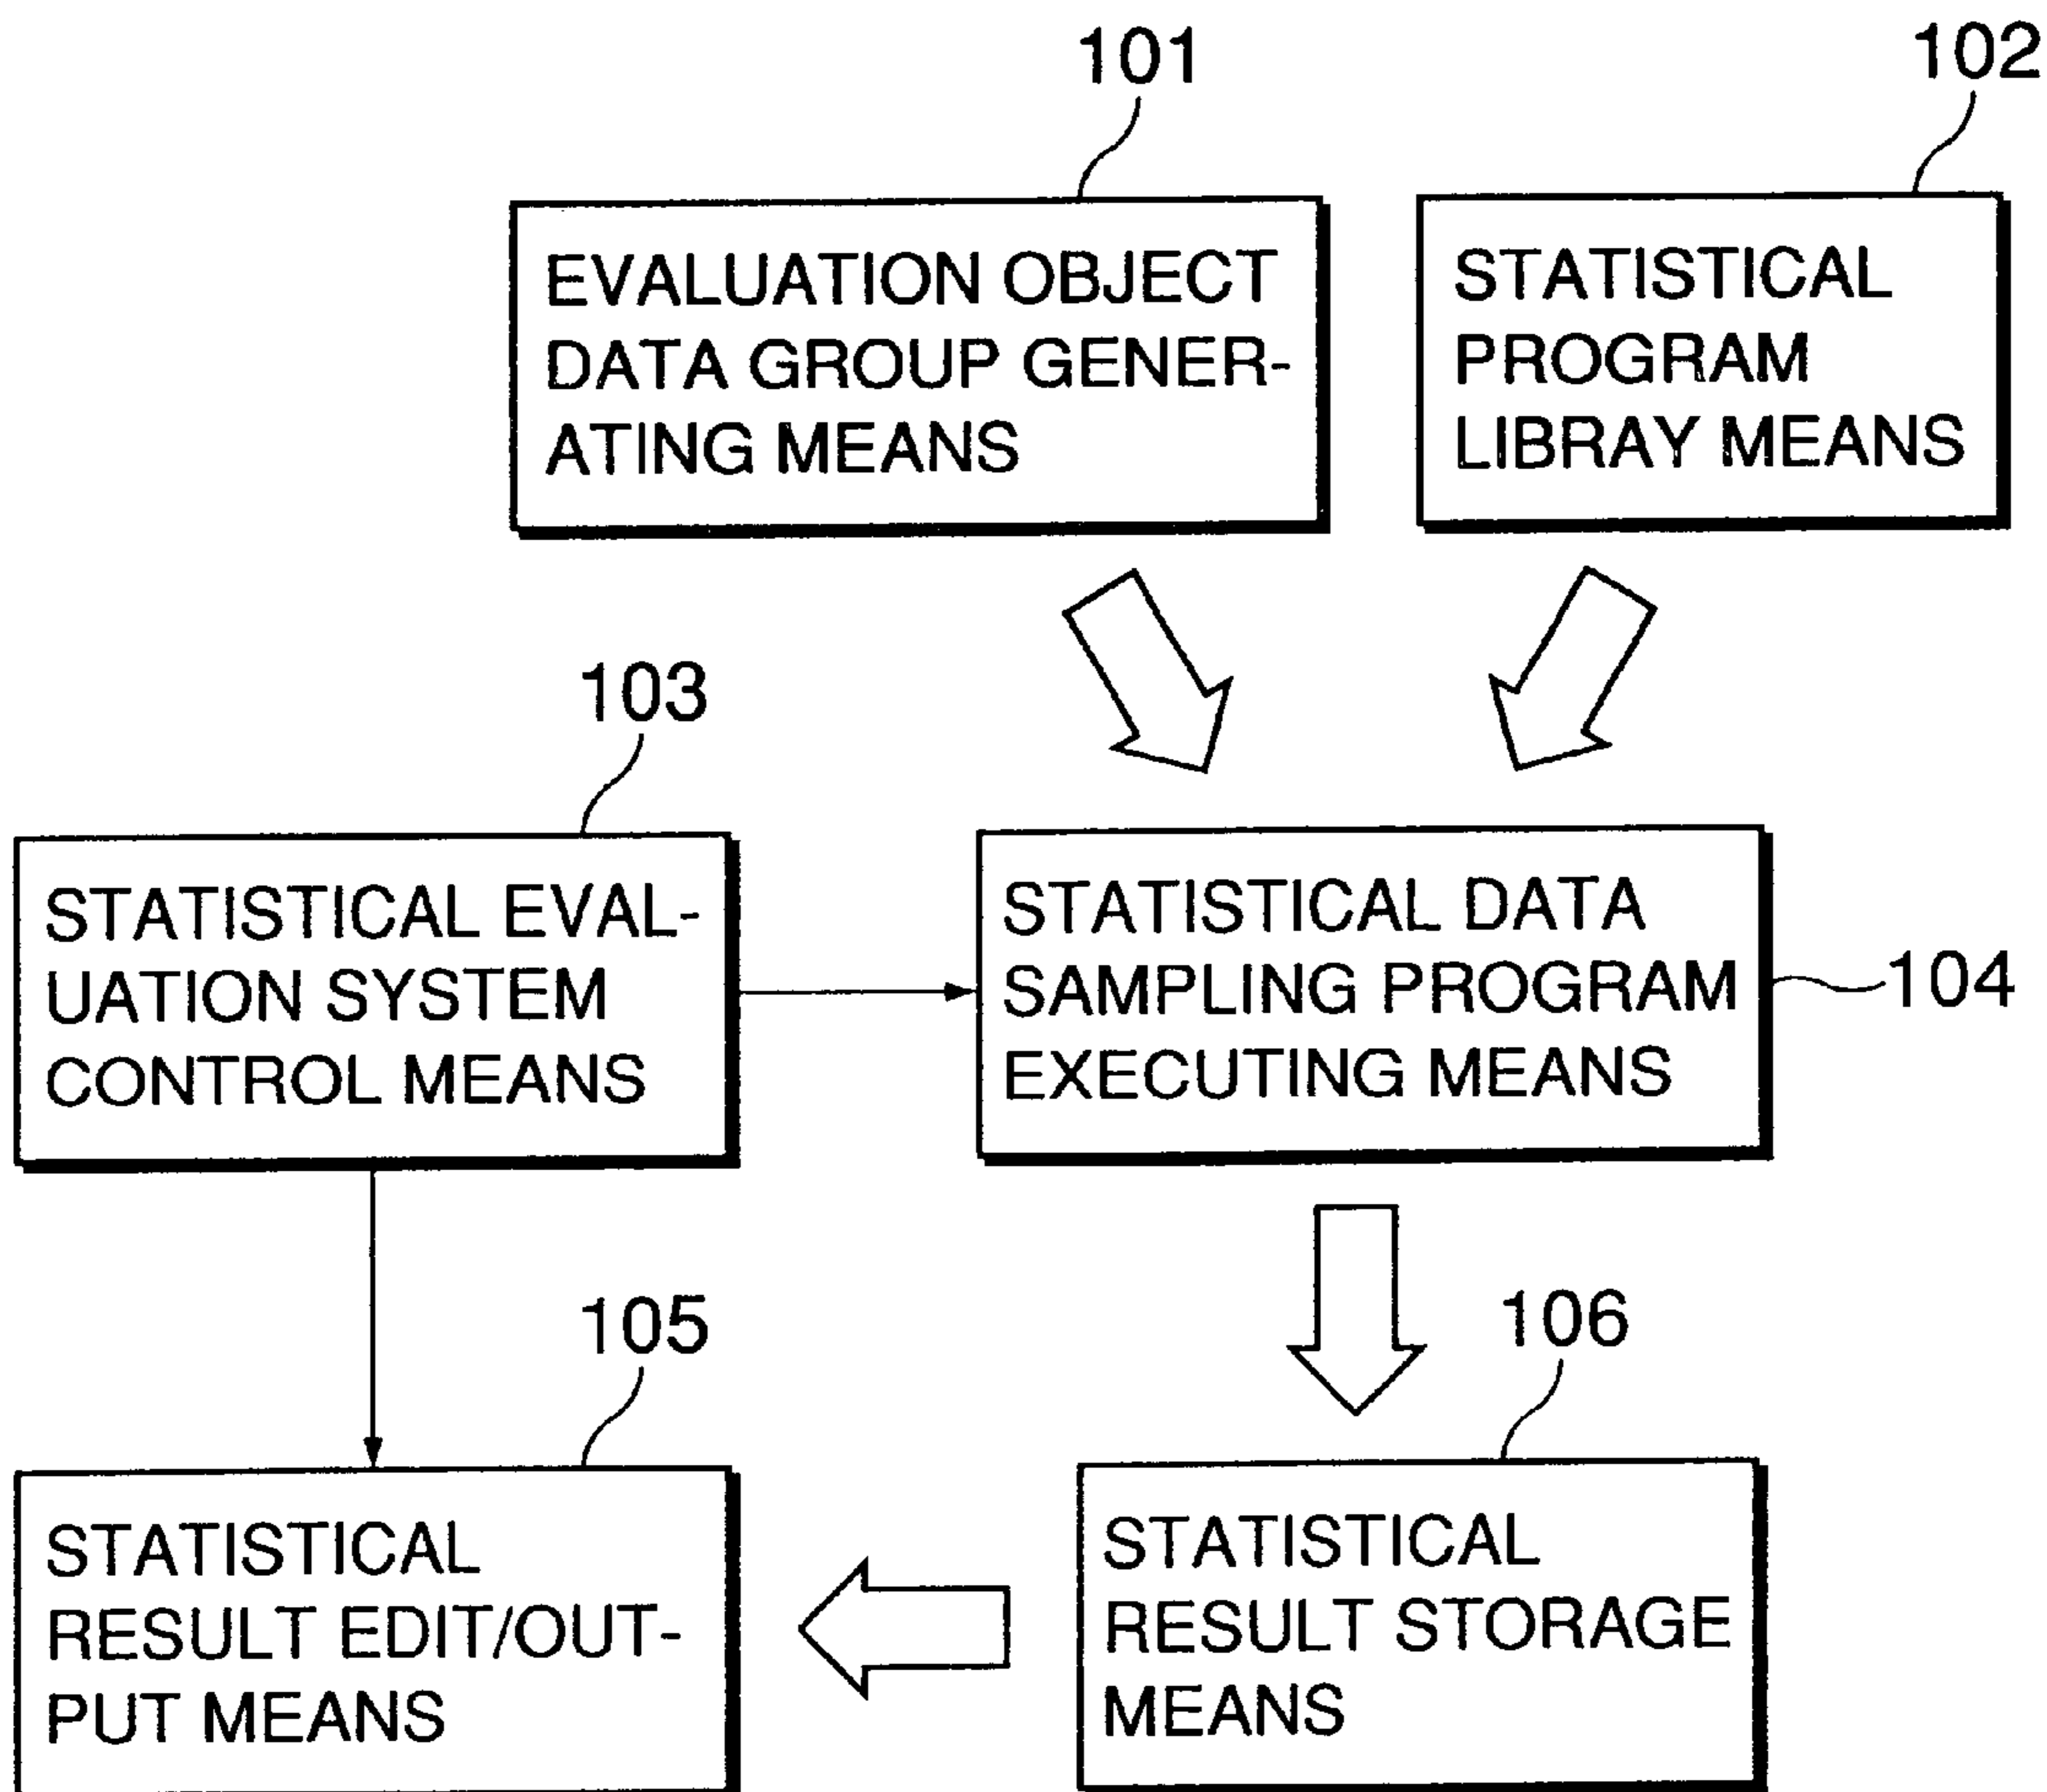 101
102
EVALUATION OBJECT
DATA GROUP GENER-
ATING MEANS
STATISTICAL
PROGRAM
LIBRAY MEANS
103
STATISTICAL EVAL-
UATION SYSTEM
CONTROL MEANS
STATISTICAL DATA
SAMPLING PROGRAM
EXECUTING MEANS
104
105
106
STATISTICAL
RESULT EDIT/OUT-
PUT MEANS
STATISTICAL
RESULT STORAGE
MEANS